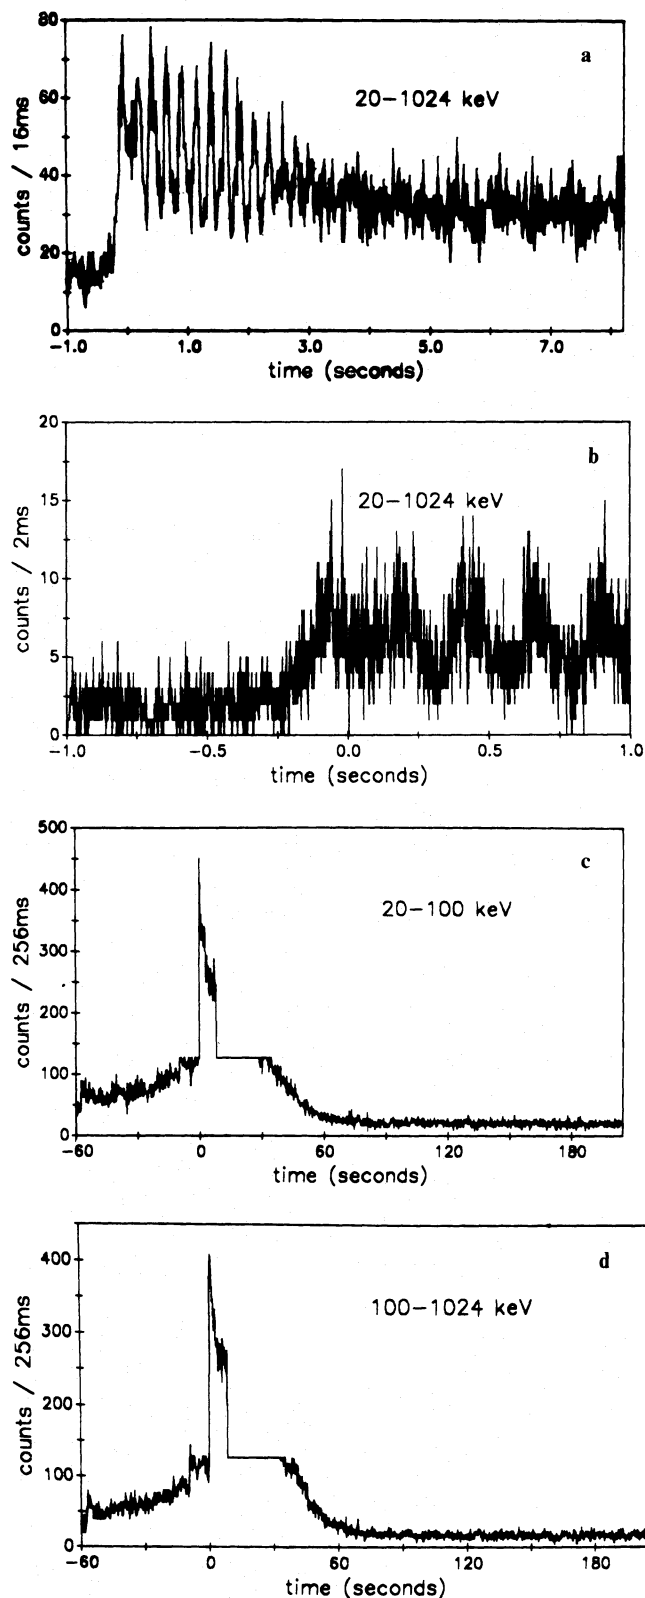 80
a
20-1024 keV
60
40
20
0
counts / 16ms
-1.0
1.0
3.0
5.0
7.0
time (seconds)
20
b
20-1024 keV
15
10
5
0
counts / 2ms
-1.0
-0.5
0.0
0.5
1.0
time (seconds)
500
c
20-100 keV
400
300
200
100
0
counts / 256ms
-60
0
60
120
180
time (seconds)
d
400
100-1024 keV
300
200
100
0
counts / 256ms
-60
0
60
120
180
time (seconds)